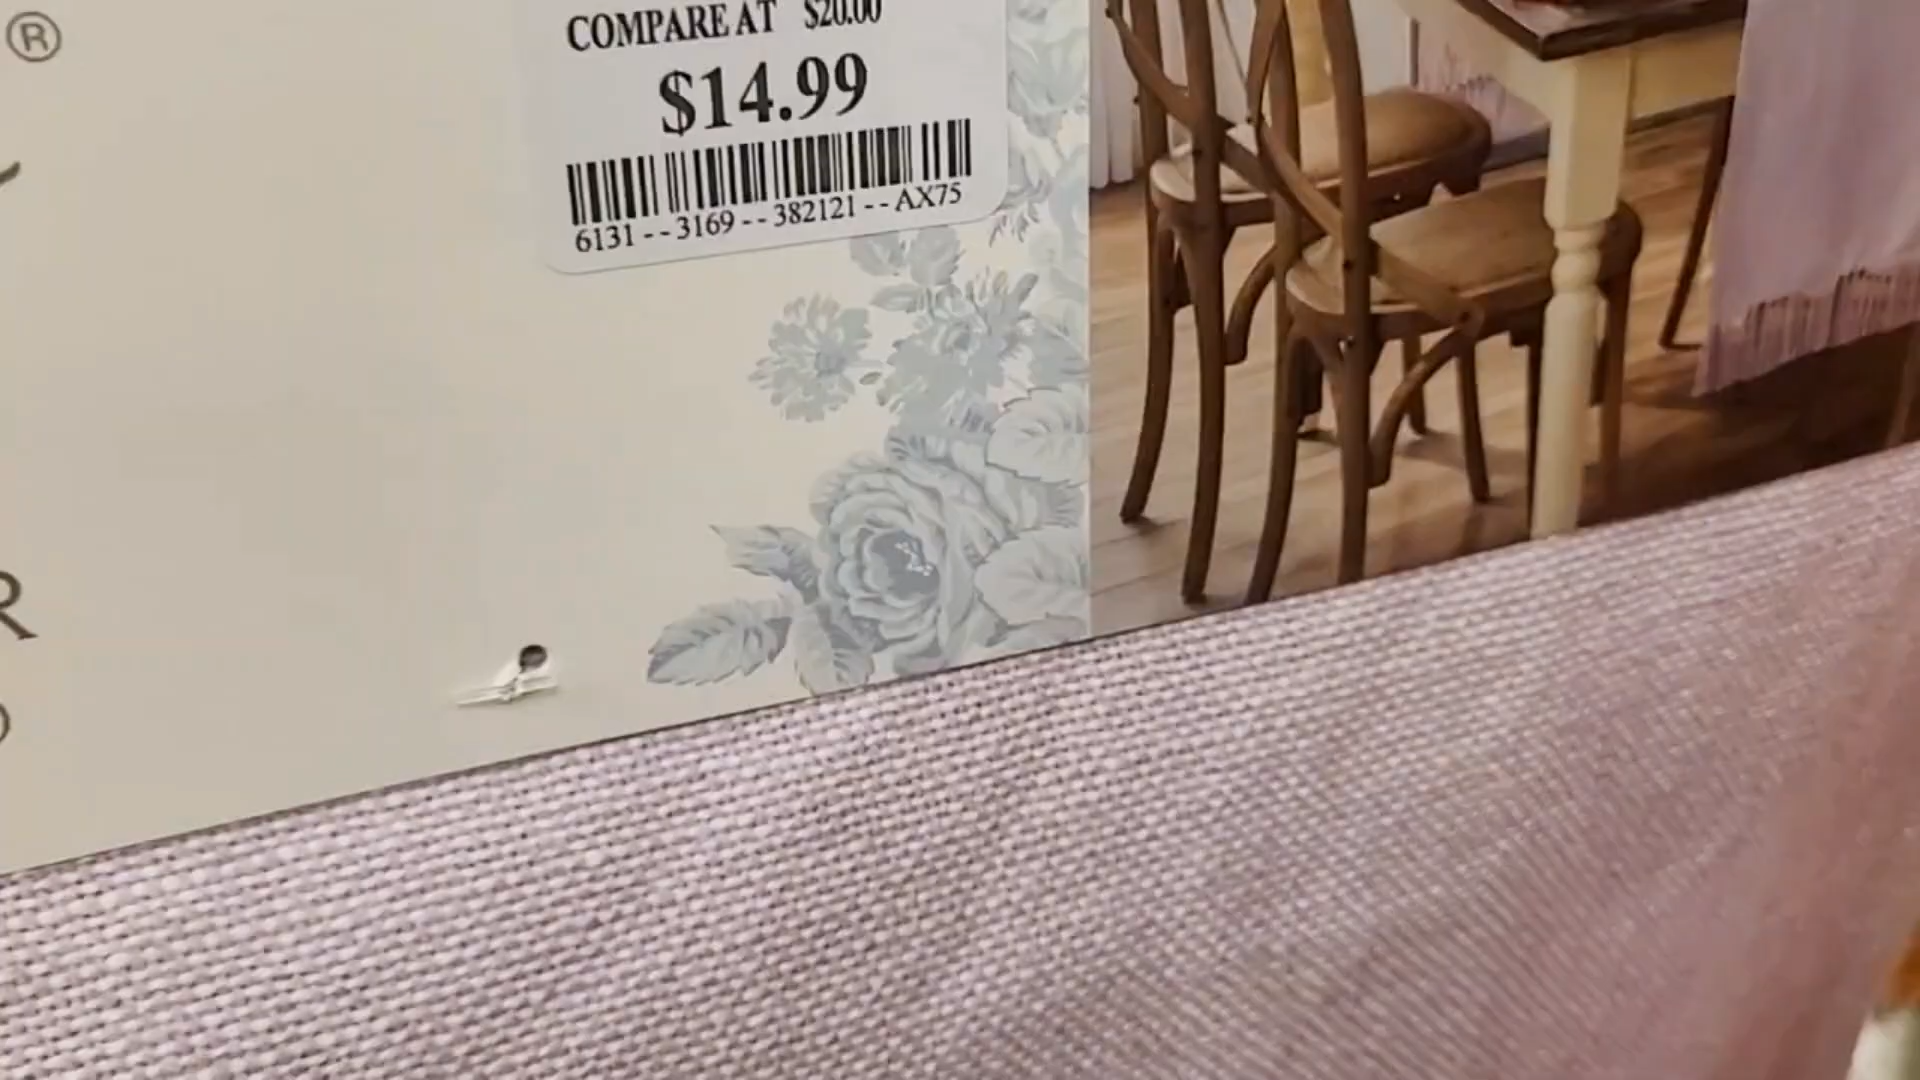 ®
COMPARE AT $20.00
$14.99
6131 - - 3169 - - 382121 - - AX75
R